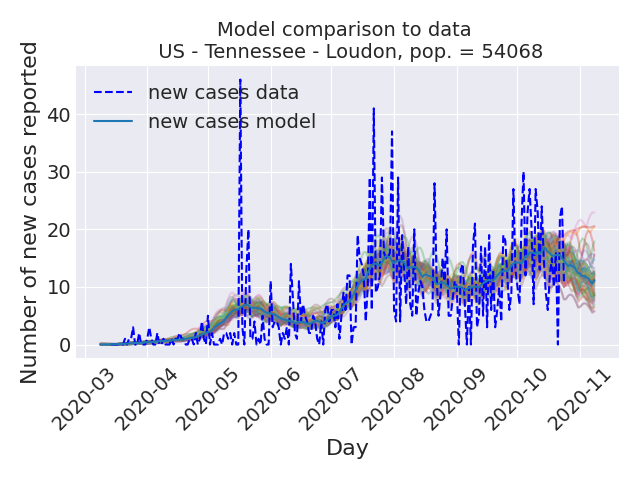 Model comparison to data
US - Tennessee - Loudon, pop. = 54068
Number of new cases reported
40
30
20
10
0
new cases data
new cases model
2020-03
2020-04
2020-05
2020-06
2020-07
2020-08
2020-09
2020-10
2020-11
Day